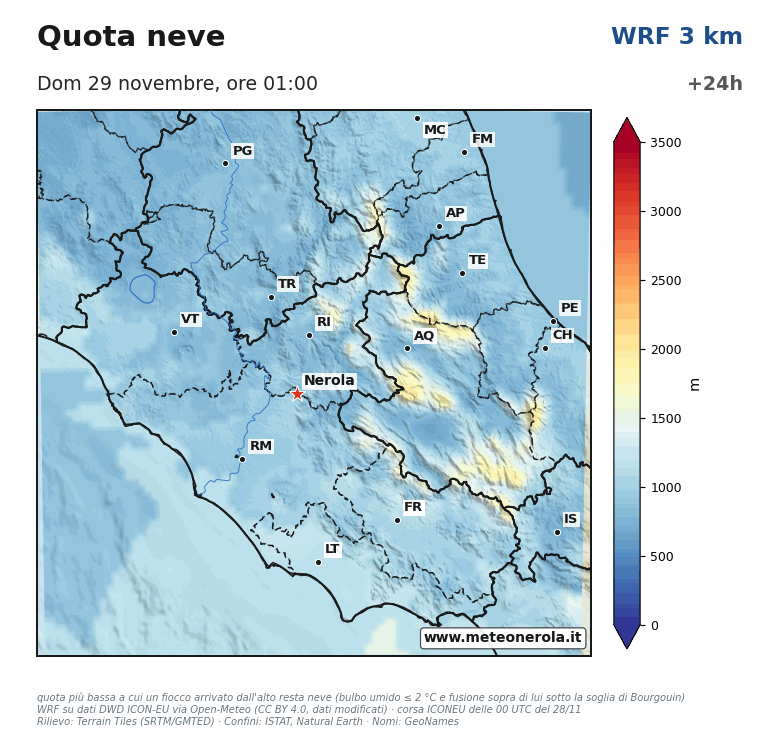 Quota neve
WRF 3 km
Dom 29 novembre, ore 01:00
+24h
MC
FM
PG
AP
TE
TR
PE
VT
RI
AQ
CH
Nerola
RM
FR
IS
LT
www.meteonerola.it
3500
3000
2500
2000
1500
1000
500
0
m
quota più bassa a cui un fiocco arrivato dall'alto resta neve (bulbo umido ≤ 2 °C e fusione sopra di lui sotto la soglia di Bourgouin)
WRF su dati DWD ICON-EU via Open-Meteo (CC BY 4.0, dati modificati) · corsa ICONEU delle 00 UTC del 28/11
Rilievo: Terrain Tiles (SRTM/GMTED) · Confini: ISTAT, Natural Earth · Nomi: GeoNames